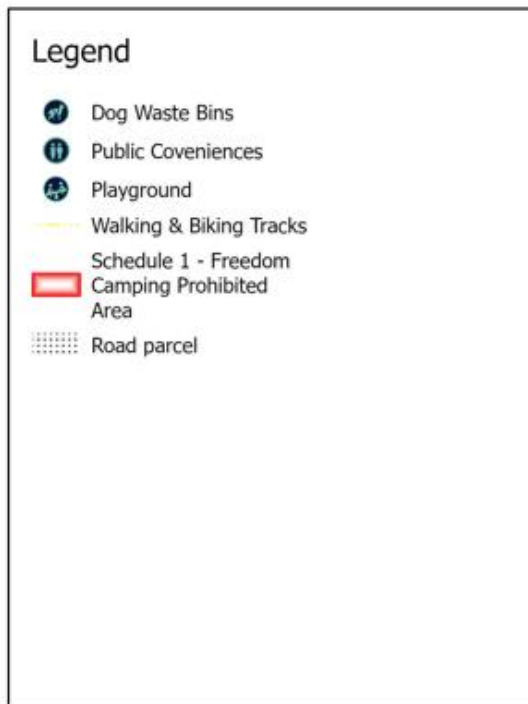 Legend
Dog Waste Bins
Public Coveniences
Playground
Walking & Biking Tracks
Schedule 1 - Freedom
Camping Prohibited
Area
Road parcel